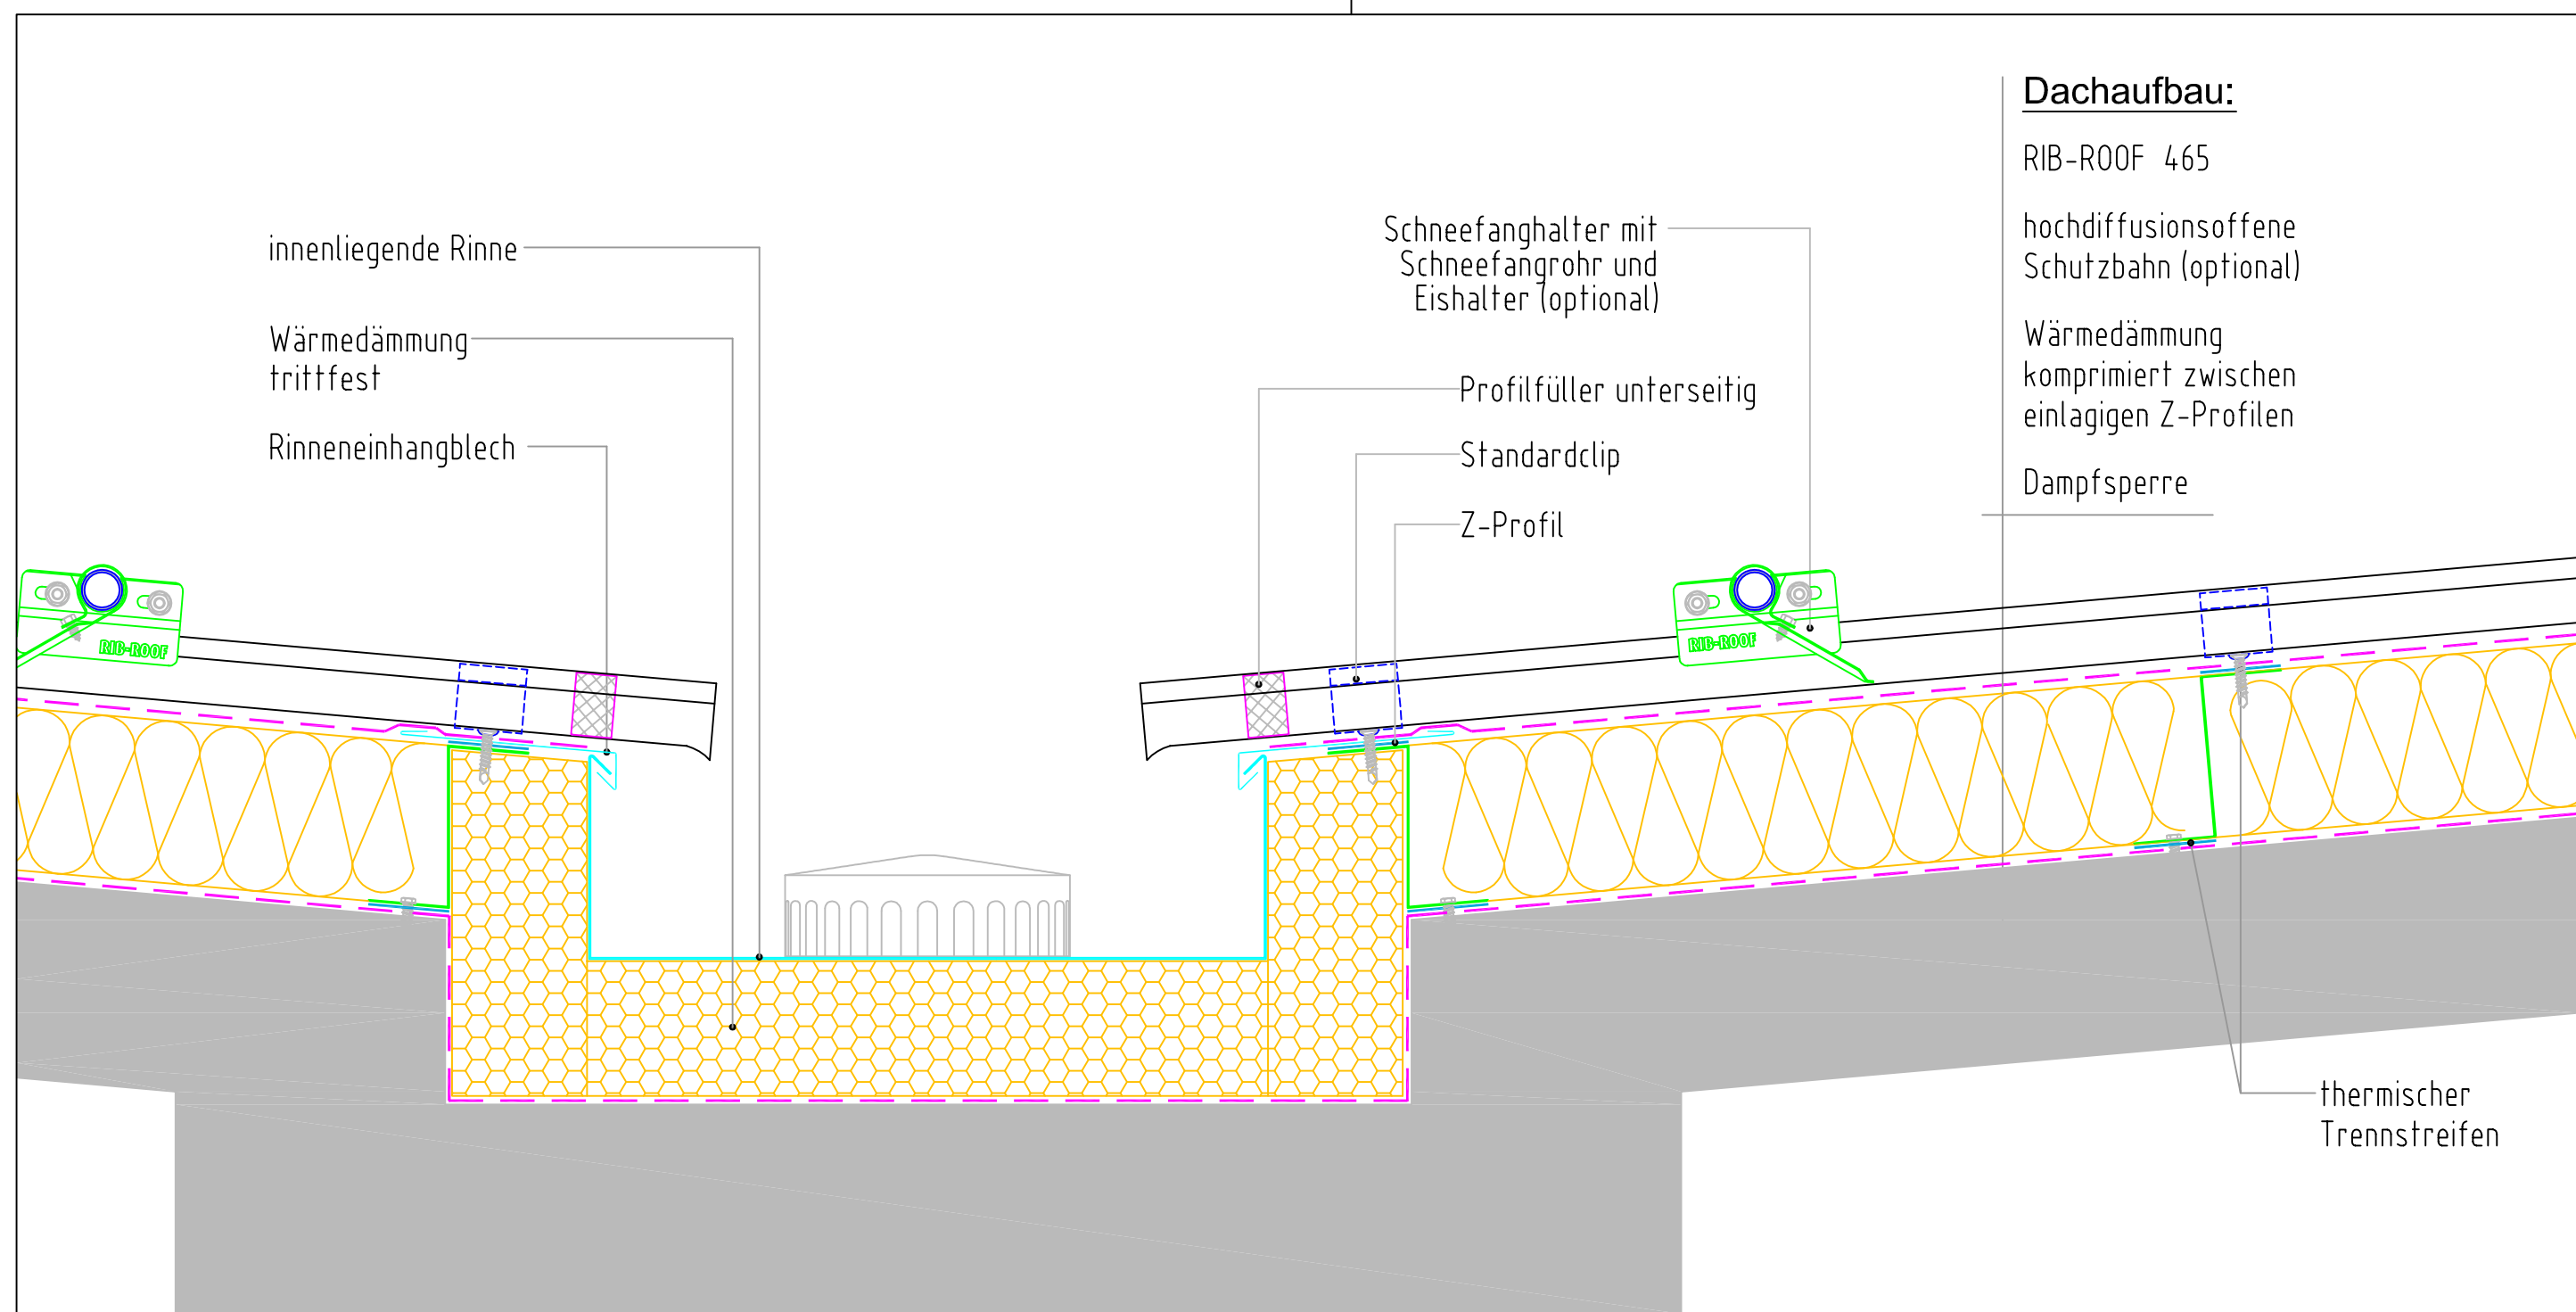 Dachaufbau:
RIB-ROOF 465
hochdiffusionsoffene
Schutzbahn (optional)
Wärmedämmung
komprimiert zwischen
einlagigen Z-Profilen
Dampfsperre
innenliegende Rinne
Wärmedämmung
trittfest
Rinneneinhangblech
Schneefanghalter mit
Schneefangrohr und
Eishalter (optional)
Profilfüller unterseitig
Standardclip
Z-Profil
RIB-ROOF
RIB-ROOF
thermischer
Trennstreifen